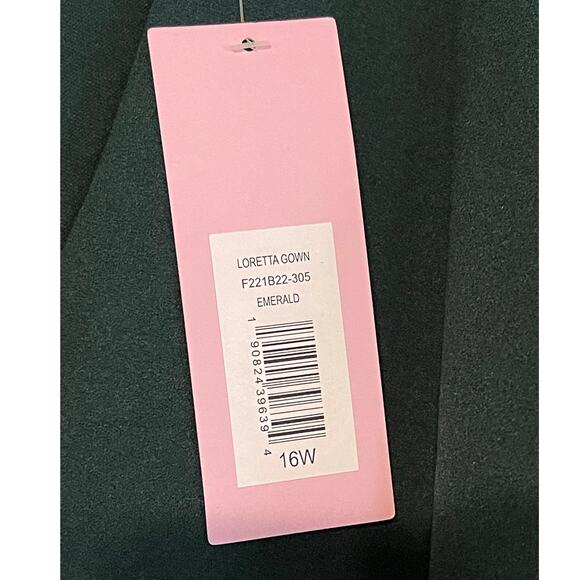 LORETTA GOWN
F221B22-305
EMERALD
1 90824 39639 4
16W